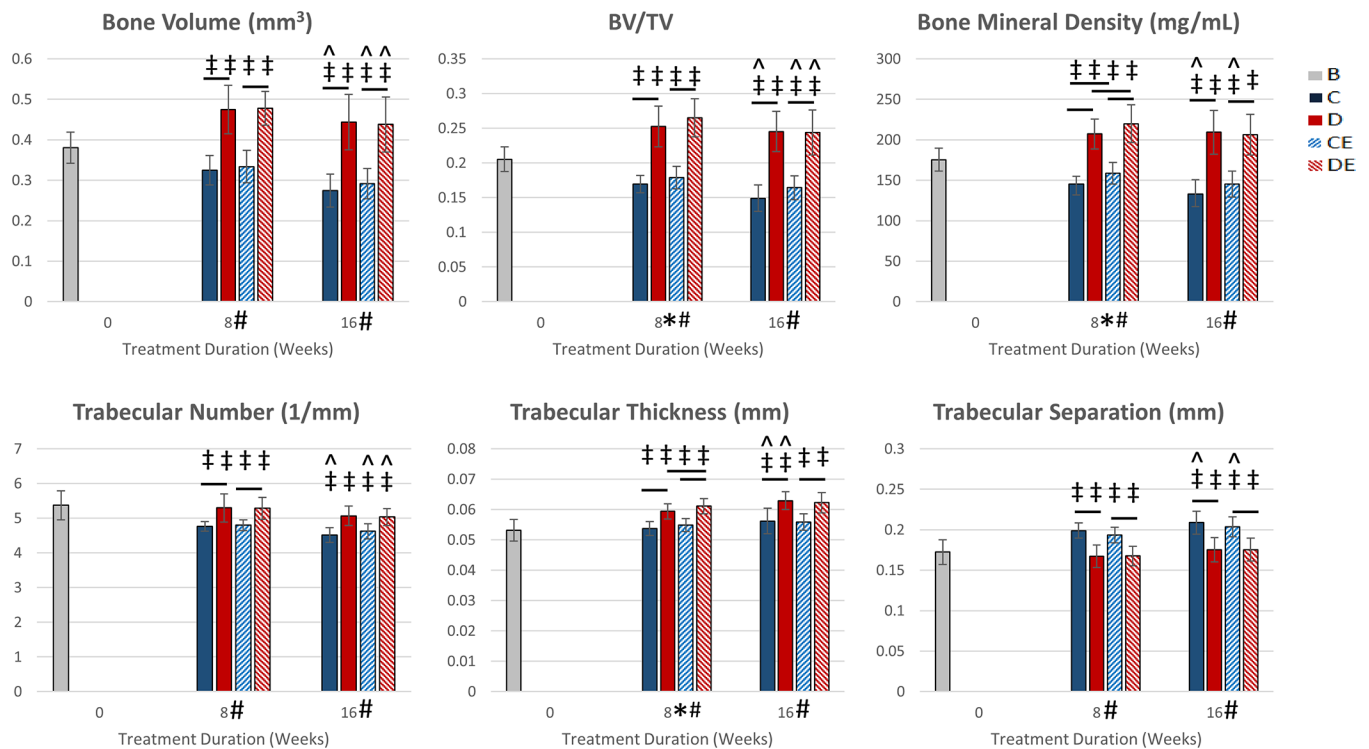 Bone Volume (mm³)
0.6
0.5
0.4
0.3
0.2
0.1
0
^ ^ ^
‡ ‡ ‡ ‡ ‡ ‡ ‡ ‡
0 8# 16#
Treatment Duration (Weeks)
BV/TV
0.35
0.3
0.25
0.2
0.15
0.1
0.05
0
^ ^ ^
‡ ‡ ‡ ‡ ‡ ‡ ‡ ‡
0 8*# 16#
Treatment Duration (Weeks)
Bone Mineral Density (mg/mL)
300
250
200
150
100
50
0
^ ^
‡ ‡ ‡ ‡ ‡ ‡ ‡ ‡
0 8*# 16#
Treatment Duration (Weeks)
B
C
D
CE
DE
Trabecular Number (1/mm)
7
6
5
4
3
2
1
0
^ ^ ^
‡ ‡ ‡ ‡ ‡ ‡ ‡ ‡
0 8# 16#
Treatment Duration (Weeks)
Trabecular Thickness (mm)
0.08
0.07
0.06
0.05
0.04
0.03
0.02
0.01
0
^ ^
‡ ‡ ‡ ‡ ‡ ‡ ‡ ‡
0 8*# 16#
Treatment Duration (Weeks)
Trabecular Separation (mm)
0.3
0.25
0.2
0.15
0.1
0.05
0
^ ^
‡ ‡ ‡ ‡ ‡ ‡ ‡ ‡
0 8# 16#
Treatment Duration (Weeks)